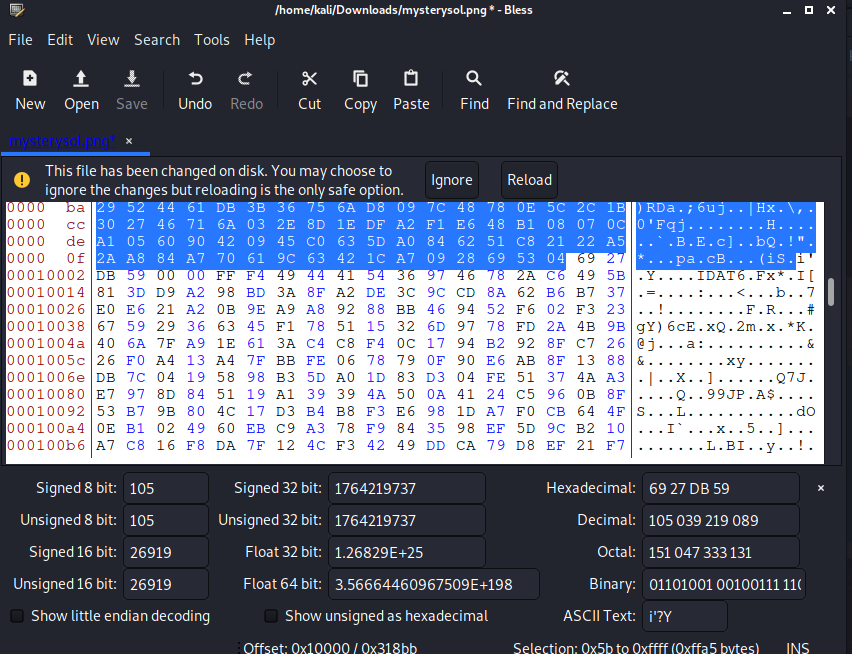 /home/kali/Downloads/mysterysol.png * - Bless
File Edit View Search Tools Help
New Open Save Undo Redo Cut Copy Paste Find Find and Replace
mysterysol.png* ×
This file has been changed on disk. You may choose to
ignore the changes but reloading is the only safe option.
Ignore Reload
0000 ba 29 52 44 61 DB 3B 36 75 6A D8 09 7C 48 78 0E 5C 2C 1B )RDa.;6uj..|Hx.\,.
0000 cc 30 27 46 71 6A 03 2E 8D 1E DF A2 F1 E6 48 B1 08 07 0C 0'Fqj........H....
0000 de A1 05 60 90 42 09 45 C0 63 5D A0 84 62 51 C8 21 22 A5 ..`.B.E.c]..bQ.!".
0000 0f 2A A8 84 A7 70 61 9C 63 42 1C A7 09 28 69 53 04 69 27 *...pa.cB...(iS.i'
00010002 DB 59 00 00 FF F4 49 44 41 54 36 97 46 78 2A C6 49 5B .Y....IDAT6.Fx*.I[
00010014 81 3D D9 A2 98 BD 3A 8F A2 DE 3C 9C CD 8A 62 B6 B7 37 .=....:...<...b..7
00010026 E0 E6 21 A2 0B 9E A9 A8 92 88 BB 46 94 52 F6 02 F3 23 ..!........F.R...#
00010038 67 59 29 36 63 45 F1 78 51 15 32 6D 97 78 FD 2A 4B 9B gY)6cE.xQ.2m.x.*K.
0001004a 40 6A 7F A9 1E 61 3A C4 C8 F4 0C 17 94 B2 92 8F C7 26 @j...a:..........&
0001005c 26 F0 A4 13 A4 7F BB FE 06 78 79 0F 90 E6 AB 8F 13 88 &........xy.......
0001006e DB 7C 04 19 58 98 B3 5D A0 1D 83 D3 04 FE 51 37 4A A3 .|..X..]......Q7J.
00010080 E7 97 8D 84 51 19 A1 39 39 4A 50 0A 41 24 C5 96 0B 8F ....Q..99JP.A$....
00010092 53 B7 9B 80 4C 17 D3 B4 B8 F3 E6 98 1D A7 F0 CB 64 4F S...L...........dO
000100a4 0E B1 02 49 60 EB C9 A3 78 F9 84 35 98 EF 5D 9C B2 10 ...I`...x..5..]...
000100b6 A7 C8 16 F8 DA 7F 12 4C F3 42 49 DD CA 79 D8 EF 21 F7 .......L.BI..y..!.
Signed 8 bit: 105 Signed 32 bit: 1764219737 Hexadecimal: 69 27 DB 59 ×
Unsigned 8 bit: 105 Unsigned 32 bit: 1764219737 Decimal: 105 039 219 089
Signed 16 bit: 26919 Float 32 bit: 1.26829E+25 Octal: 151 047 333 131
Unsigned 16 bit: 26919 Float 64 bit: 3.56664460967509E+198 Binary: 01101001 00100111 110
Show little endian decoding Show unsigned as hexadecimal ASCII Text: i'?Y
Offset: 0x10000 / 0x318bb Selection: 0x5b to 0xffff (0xffa5 bytes) INS